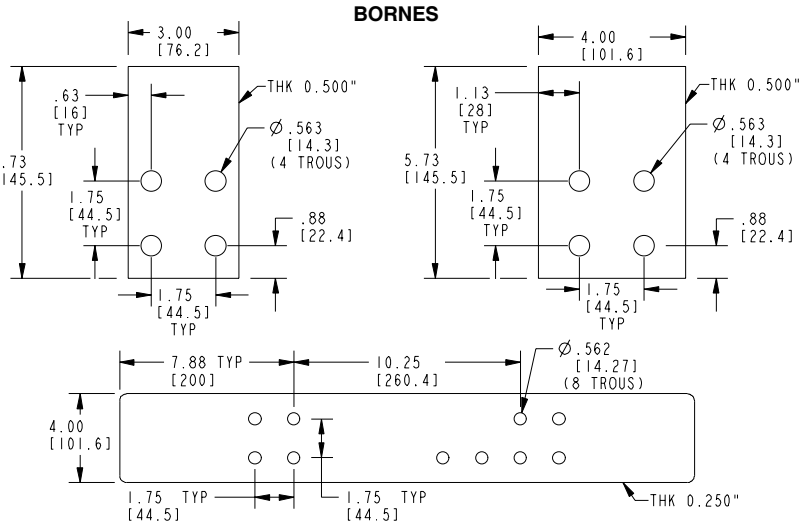 BORNES
3.00
[76.2]
.63
[16]
TYP
THK 0.500"
Ø.563
[14.3]
(4 TROUS)
.73
145.5]
1.75
[44.5]
TYP
.88
[22.4]
1.75
[44.5]
TYP
4.00
[101.6]
1.13
[28]
TYP
THK 0.500"
Ø.563
[14.3]
(4 TROUS)
5.73
[145.5]
1.75
[44.5]
TYP
.88
[22.4]
1.75
[44.5]
TYP
7.88 TYP
[200]
10.25
[260.4]
Ø.562
[14.27]
(8 TROUS)
4.00
[101.6]
1.75 TYP
[44.5]
1.75 TYP
[44.5]
THK 0.250"